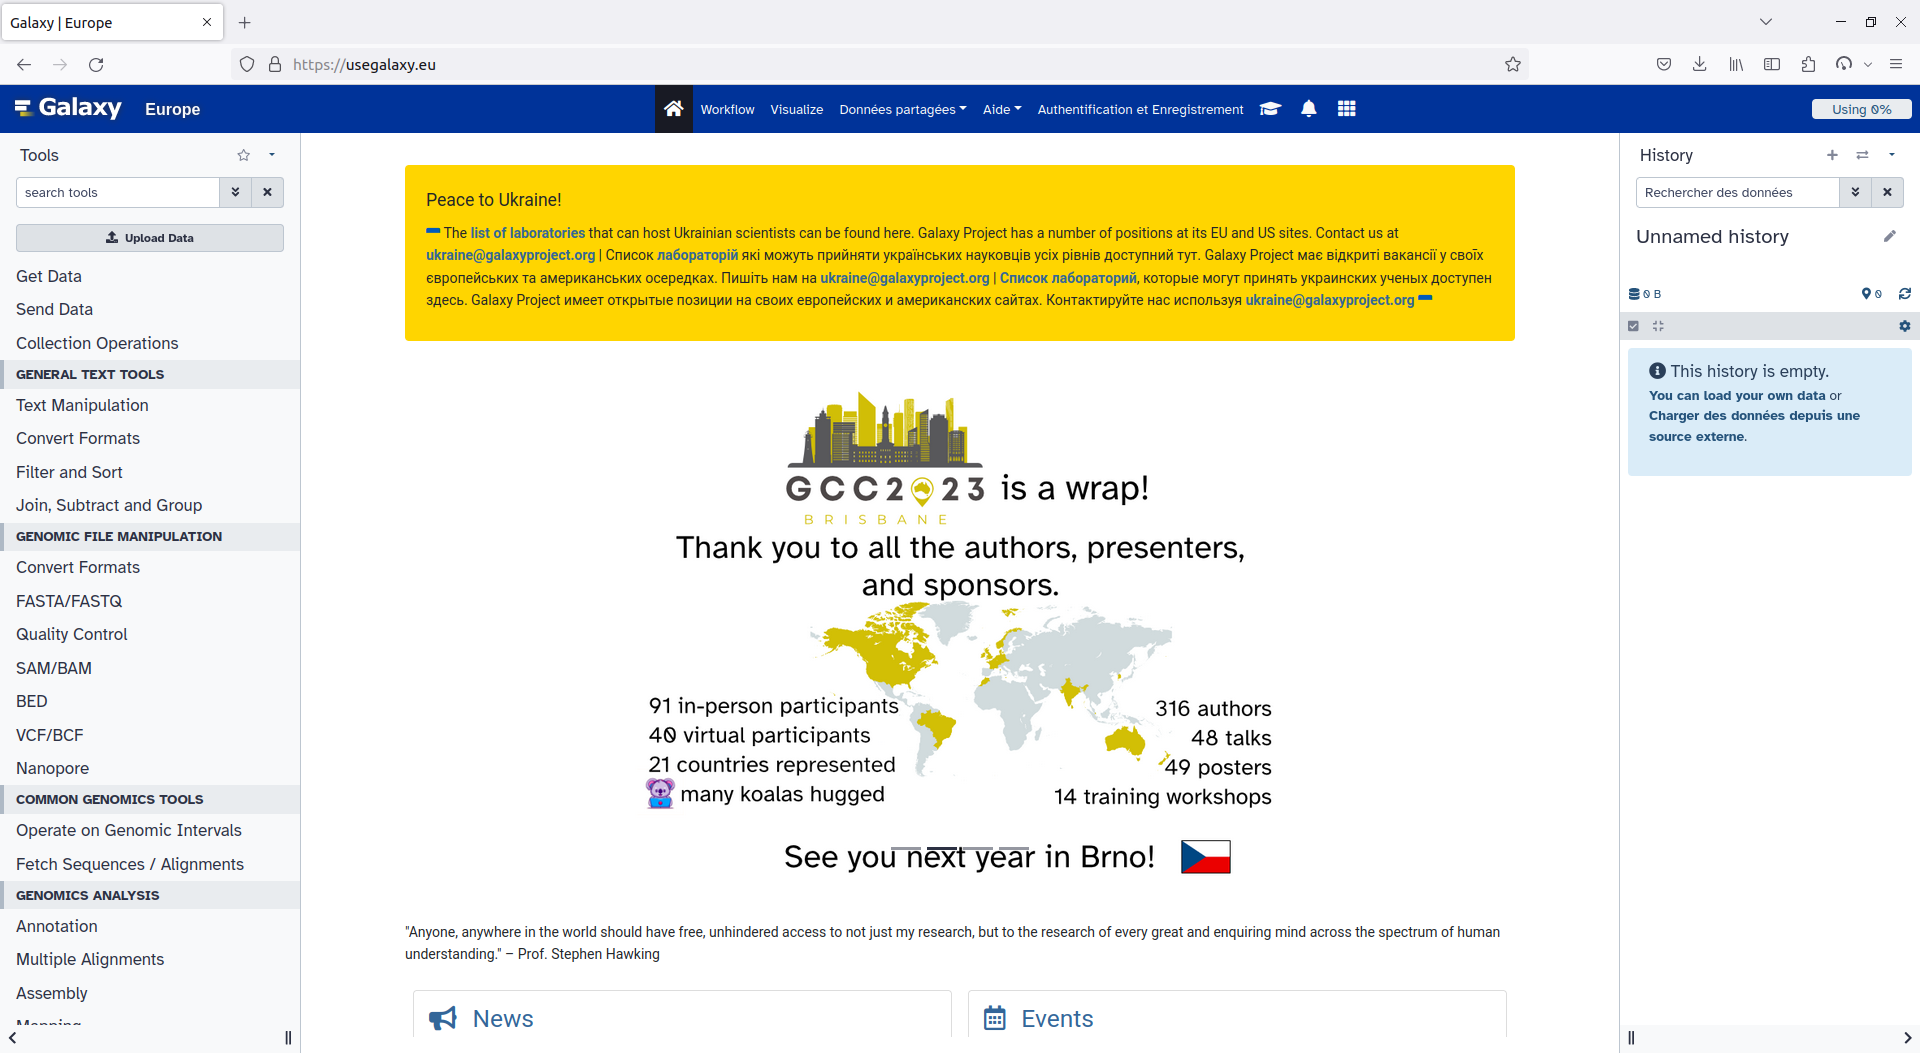 Galaxy | Europe
https://usegalaxy.eu
Galaxy Europe
Workflow Visualize Données partagées Aide Authentification et Enregistrement
Using 0%
Tools
search tools
Upload Data
Get Data
Send Data
Collection Operations
GENERAL TEXT TOOLS
Text Manipulation
Convert Formats
Filter and Sort
Join, Subtract and Group
GENOMIC FILE MANIPULATION
Convert Formats
FASTA/FASTQ
Quality Control
SAM/BAM
BED
VCF/BCF
Nanopore
COMMON GENOMICS TOOLS
Operate on Genomic Intervals
Fetch Sequences / Alignments
GENOMICS ANALYSIS
Annotation
Multiple Alignments
Assembly
Mapping
Peace to Ukraine!
The list of laboratories that can host Ukrainian scientists can be found here. Galaxy Project has a number of positions at its EU and US sites. Contact us at
ukraine@galaxyproject.org | Список лабораторій які можуть прийняти українських науковців усіх рівнів доступний тут. Galaxy Project має відкриті вакансії у своїх
європейських та американських осередках. Пишіть нам на ukraine@galaxyproject.org | Список лабораторий, которые могут принять украинских ученых доступен
здесь. Galaxy Project имеет открытые позиции на своих европейских и американских сайтах. Контактируйте нас используя ukraine@galaxyproject.org
GCC2023 is a wrap!
BRISBANE
Thank you to all the authors, presenters,
and sponsors.
91 in-person participants
40 virtual participants
21 countries represented
many koalas hugged
316 authors
48 talks
49 posters
14 training workshops
See you next year in Brno!
"Anyone, anywhere in the world should have free, unhindered access to not just my research, but to the research of every great and enquiring mind across the spectrum of human
understanding." – Prof. Stephen Hawking
News
Events
History
Rechercher des données
Unnamed history
0 B
0
This history is empty.
You can load your own data or
Charger des données depuis une
source externe.